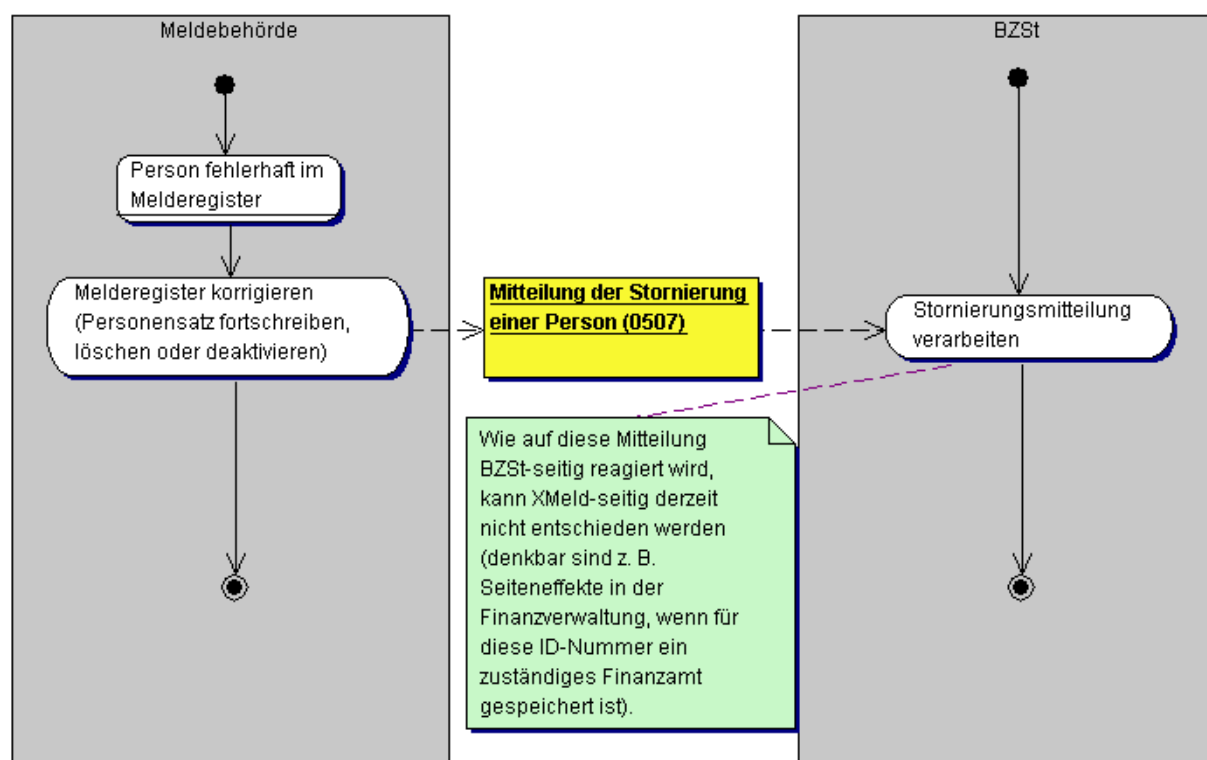 Meldebehörde
BZSt
Person fehlerhaft im
Melderegister
Melderegister korrigieren
(Personensatz fortschreiben,
löschen oder deaktivieren)
Mitteilung der Stornierung
einer Person (0507)
Stornierungsmitteilung
verarbeiten
Wie auf diese Mitteilung
BZSt-seitig reagiert wird,
kann XMeld-seitig derzeit
nicht entschieden werden
(denkbar sind z. B.
Seiteneffekte in der
Finanzverwaltung, wenn für
diese ID-Nummer ein
zuständiges Finanzamt
gespeichert ist).